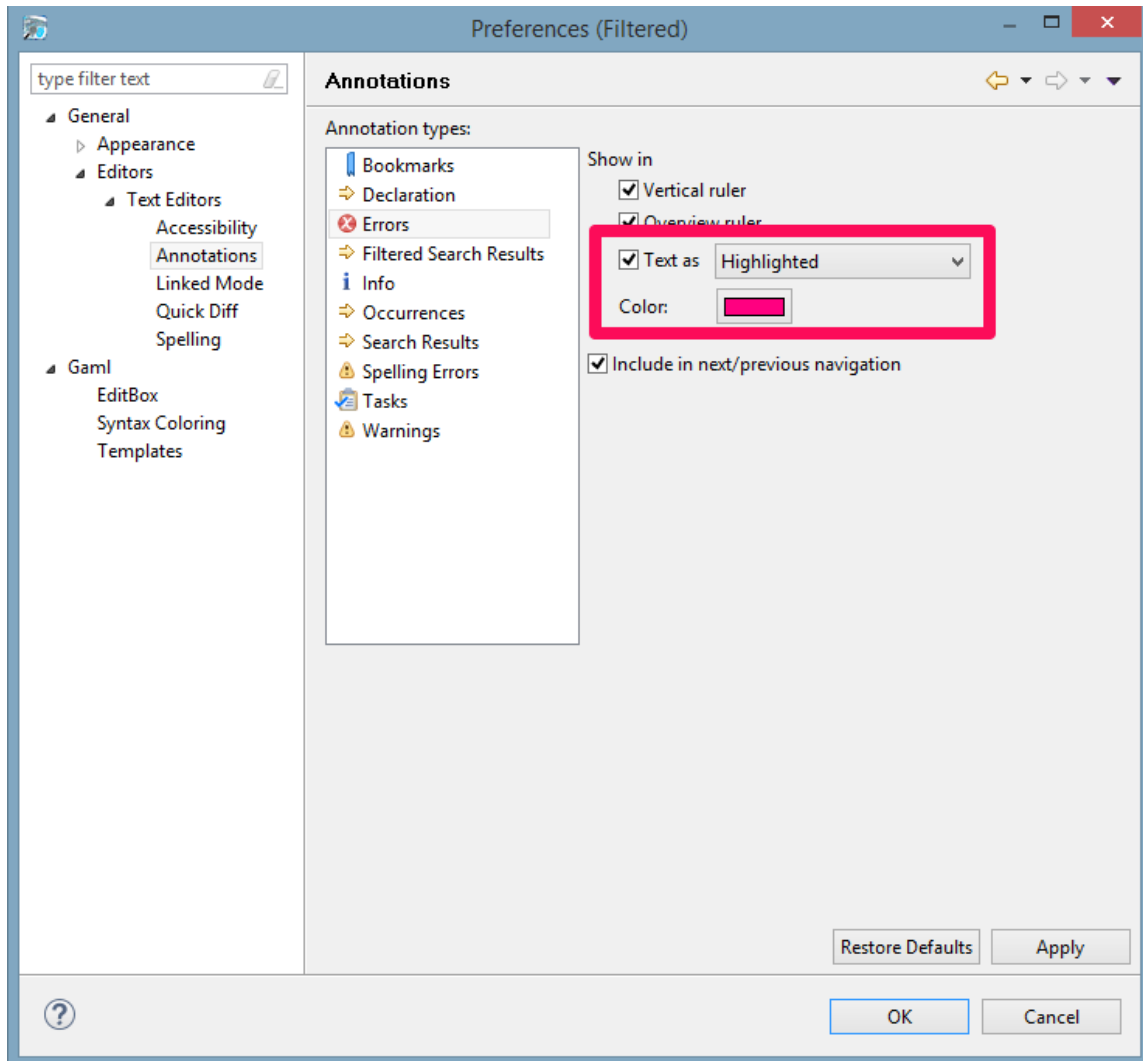 Preferences (Filtered)
type filter text
General
Appearance
Editors
Text Editors
Accessibility
Annotations
Linked Mode
Quick Diff
Spelling
Gaml
EditBox
Syntax Coloring
Templates
Annotations
Annotation types:
Bookmarks
Declaration
Errors
Filtered Search Results
Info
Occurrences
Search Results
Spelling Errors
Tasks
Warnings
Show in
Vertical ruler
Overview ruler
Text as Highlighted
Color:
Include in next/previous navigation
Restore Defaults Apply
OK Cancel